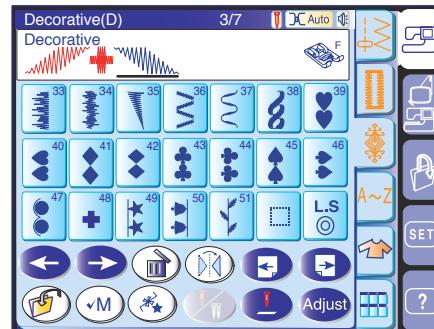 Decorative(D) 3/7 Auto
Decorative F
33 34 35 36 37 38 39
40 41 42 43 44 45 46
47 48 49 50 51 L.S
A~Z
SET
✓M Adjust
?